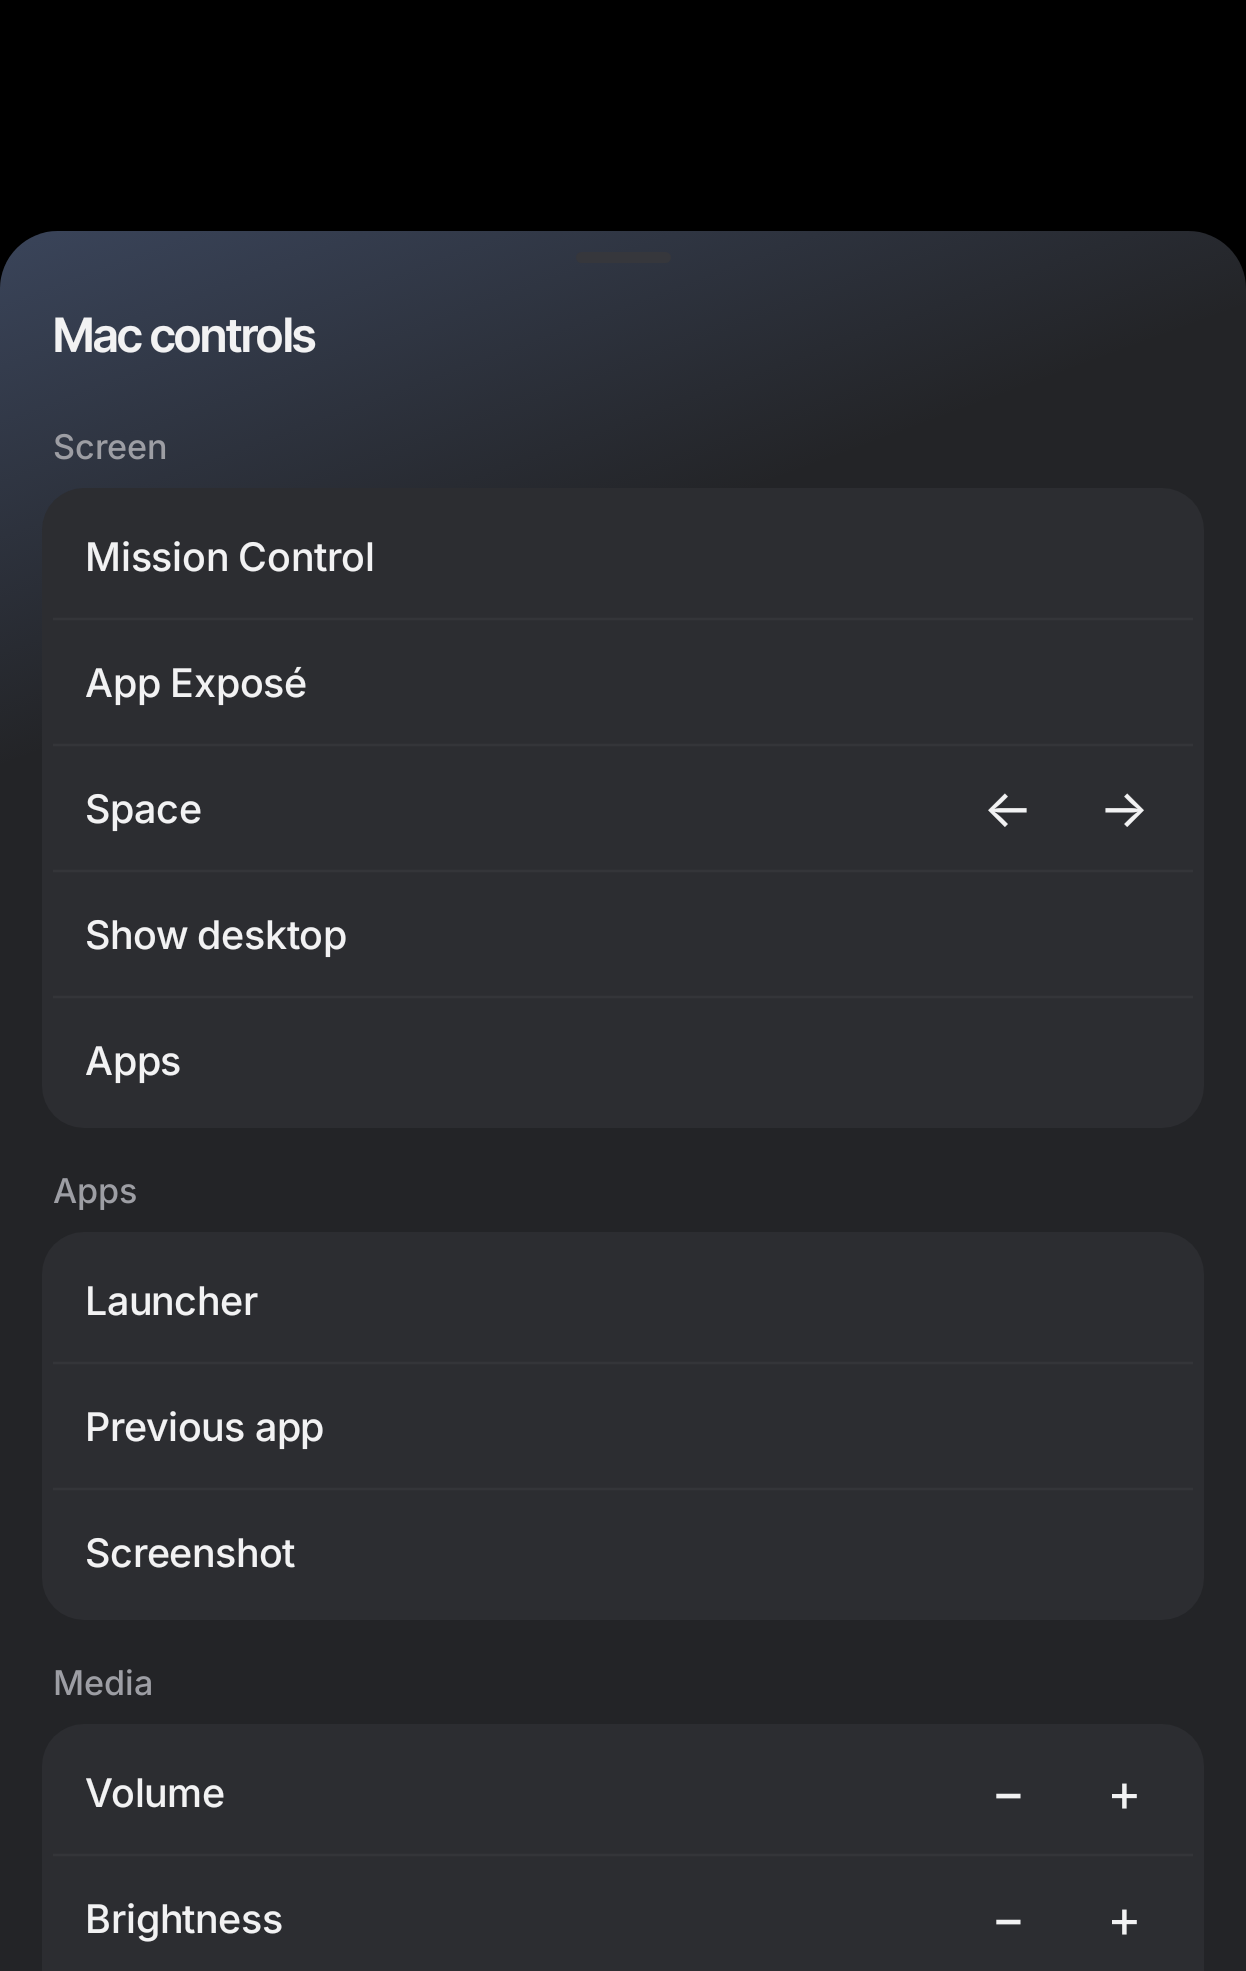 Mac controls
Screen
Mission Control
App Exposé
Space ← →
Show desktop
Apps
Apps
Launcher
Previous app
Screenshot
Media
Volume − +
Brightness − +